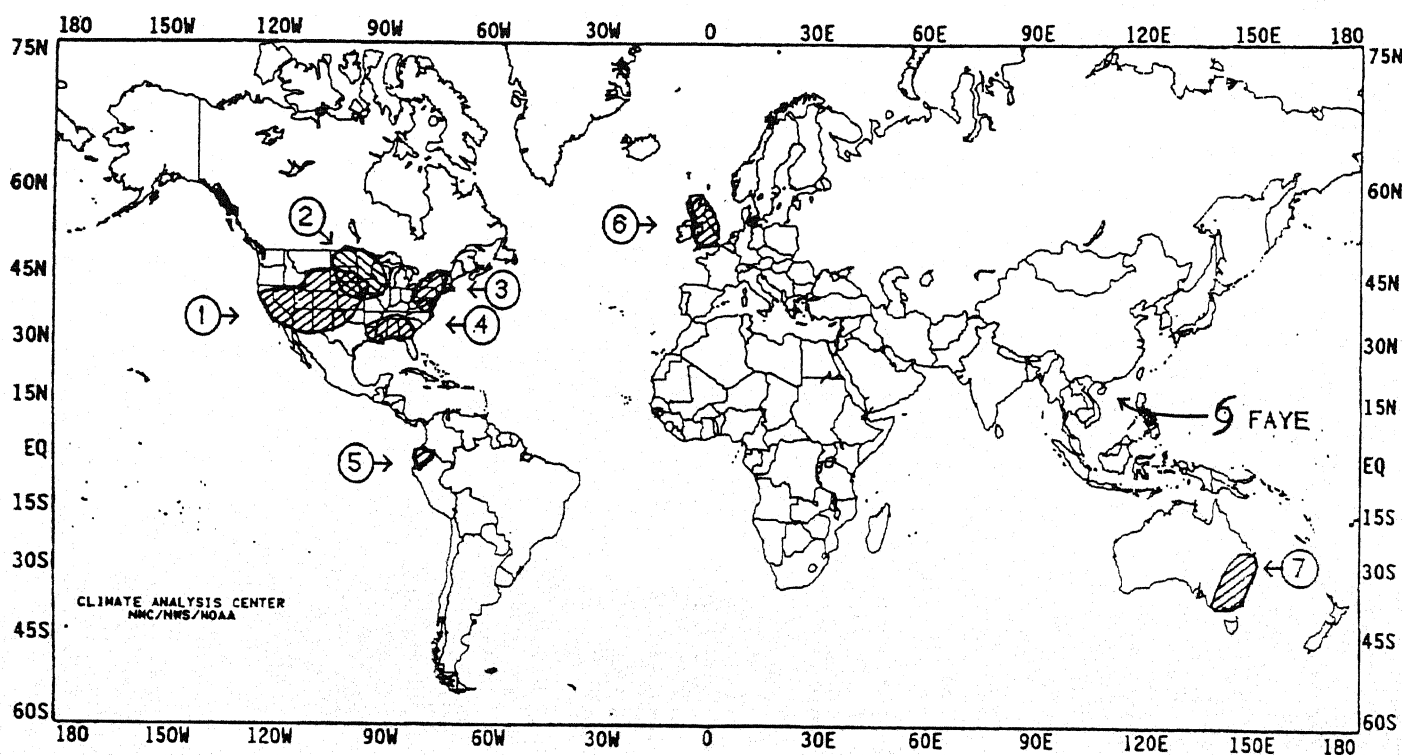 180 150W 120W 90W 60W 30W 0 30E 60E 90E 120E 150E 180
75N 75N
60N 60N
2
6
45N 45N
3
1
4
30N 30N
15N 15N
FAYE
EQ EQ
5
15S 15S
30S 30S
7
CLIMATE ANALYSIS CENTER
NMC/NWS/NOAA
45S 45S
60S 60S
180 150W 120W 90W 60W 30W 0 30E 60E 90E 120E 150E 180